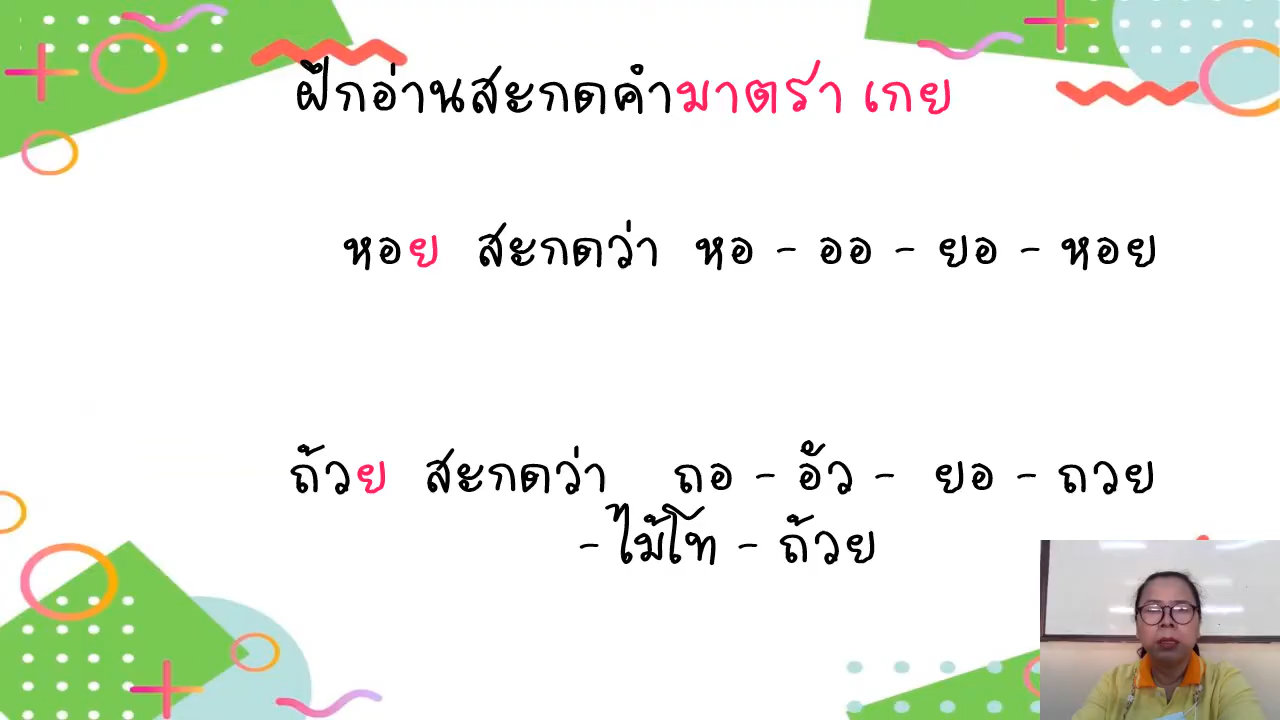 ฝึกอ่านสะกดคำมาตรา เกย
หอย สะกดว่า หอ - ออ - ยอ - หอย
ถ้วย สะกดว่า ถอ - อัว - ยอ - ถวย
- ไม้โท - ถ้วย